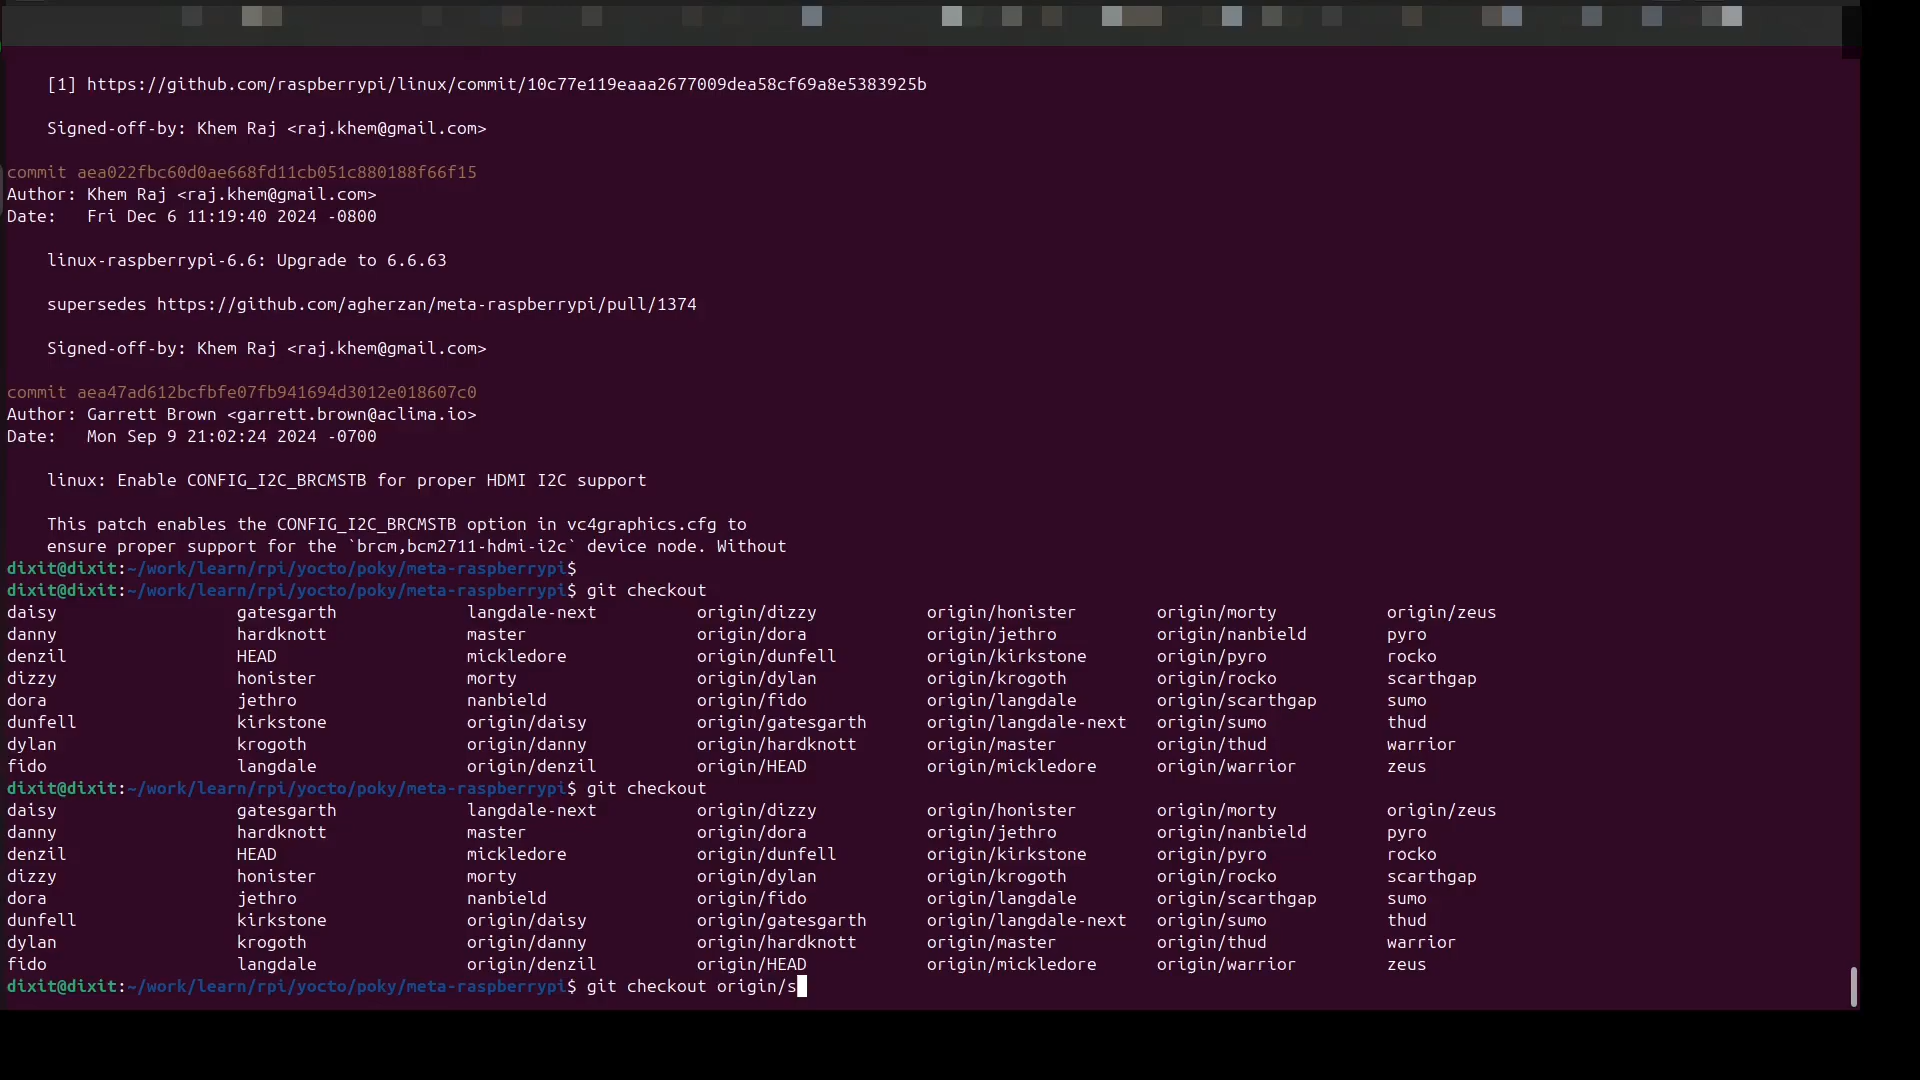 [1] https://github.com/raspberrypi/linux/commit/10c77e119eaaa2677009dea58cf69a8e5383925b
Signed-off-by: Khem Raj <raj.khem@gmail.com>
commit aea022fbc60d0ae668fd11cb051c880188f66f15
Author: Khem Raj <raj.khem@gmail.com>
Date:   Fri Dec 6 11:19:40 2024 -0800
linux-raspberrypi-6.6: Upgrade to 6.6.63
supersedes https://github.com/agherzan/meta-raspberrypi/pull/1374
Signed-off-by: Khem Raj <raj.khem@gmail.com>
commit aea47ad612bcfbfe07fb941694d3012e018607c0
Author: Garrett Brown <garrett.brown@aclima.io>
Date:   Mon Sep 9 21:02:24 2024 -0700
linux: Enable CONFIG_I2C_BRCMSTB for proper HDMI I2C support
This patch enables the CONFIG_I2C_BRCMSTB option in vc4graphics.cfg to
ensure proper support for the `brcm,bcm2711-hdmi-i2c` device node. Without
dixit@dixit:~/work/learn/rpi/yocto/poky/meta-raspberrypi$
dixit@dixit:~/work/learn/rpi/yocto/poky/meta-raspberrypi$ git checkout
daisy gatesgarth langdale-next origin/dizzy origin/honister origin/morty origin/zeus
danny hardknott master origin/dora origin/jethro origin/nanbield pyro
denzil HEAD mickledore origin/dunfell origin/kirkstone origin/pyro rocko
dizzy honister morty origin/dylan origin/krogoth origin/rocko scarthgap
dora jethro nanbield origin/fido origin/langdale origin/scarthgap sumo
dunfell kirkstone origin/daisy origin/gatesgarth origin/langdale-next origin/sumo thud
dylan krogoth origin/danny origin/hardknott origin/master origin/thud warrior
fido langdale origin/denzil origin/HEAD origin/mickledore origin/warrior zeus
dixit@dixit:~/work/learn/rpi/yocto/poky/meta-raspberrypi$ git checkout
daisy gatesgarth langdale-next origin/dizzy origin/honister origin/morty origin/zeus
danny hardknott master origin/dora origin/jethro origin/nanbield pyro
denzil HEAD mickledore origin/dunfell origin/kirkstone origin/pyro rocko
dizzy honister morty origin/dylan origin/krogoth origin/rocko scarthgap
dora jethro nanbield origin/fido origin/langdale origin/scarthgap sumo
dunfell kirkstone origin/daisy origin/gatesgarth origin/langdale-next origin/sumo thud
dylan krogoth origin/danny origin/hardknott origin/master origin/thud warrior
fido langdale origin/denzil origin/HEAD origin/mickledore origin/warrior zeus
dixit@dixit:~/work/learn/rpi/yocto/poky/meta-raspberrypi$ git checkout origin/s